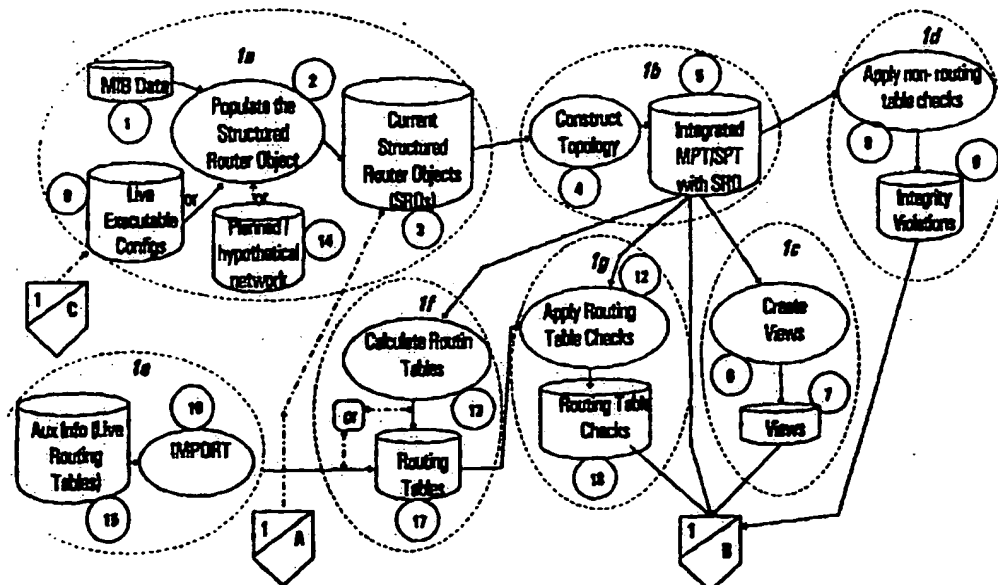 1a
MIB Data
1
2
Populate the
Structured
Router Object
Current
Structured
Router Objects
(SROs)
3
9
Live
Executable
Configs
or
or
Planned /
hypothetical
network
14
1
C
1b
5
Construct
Topology
4
Integrated
MPT/SPT
with SRO
1d
Apply non-routing
table checks
8
9
Integrity
Violations
1e
Aux Info (Live
Routing
Tables)
15
16
IMPORT
1
A
1f
Calculate Routin
Tables
or
13
Routing
Tables
17
1g
12
Apply Routing
Table Checks
Routing Table
Checks
18
1c
Create
Views
6
7
Views
1
B